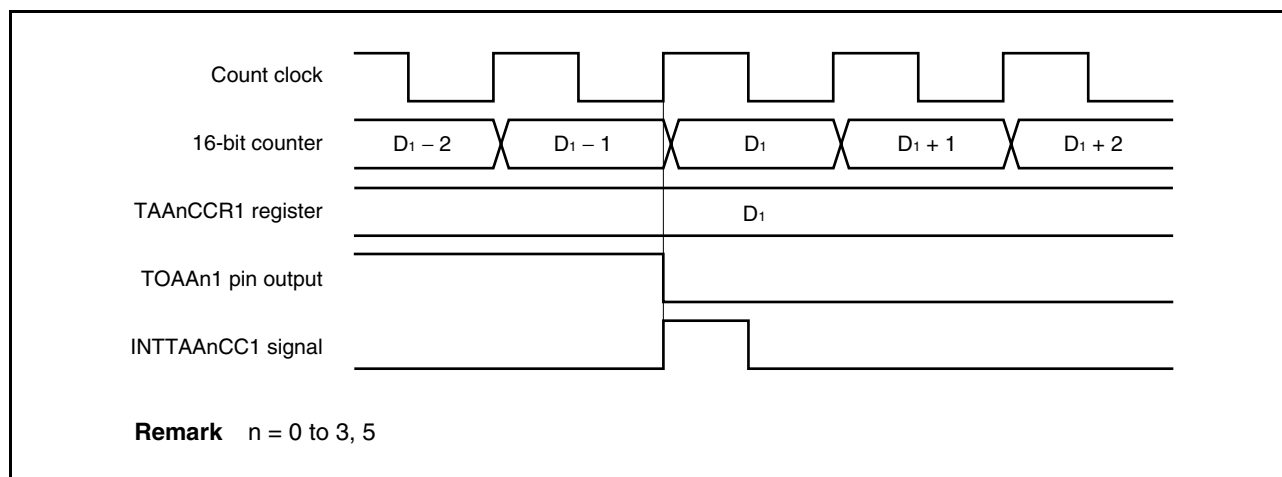 Count clock
16-bit counter D₁ − 2 D₁ − 1 D₁ D₁ + 1 D₁ + 2
TAAnCCR1 register D₁
TOAAn1 pin output
INTTAAnCC1 signal
Remark n = 0 to 3, 5